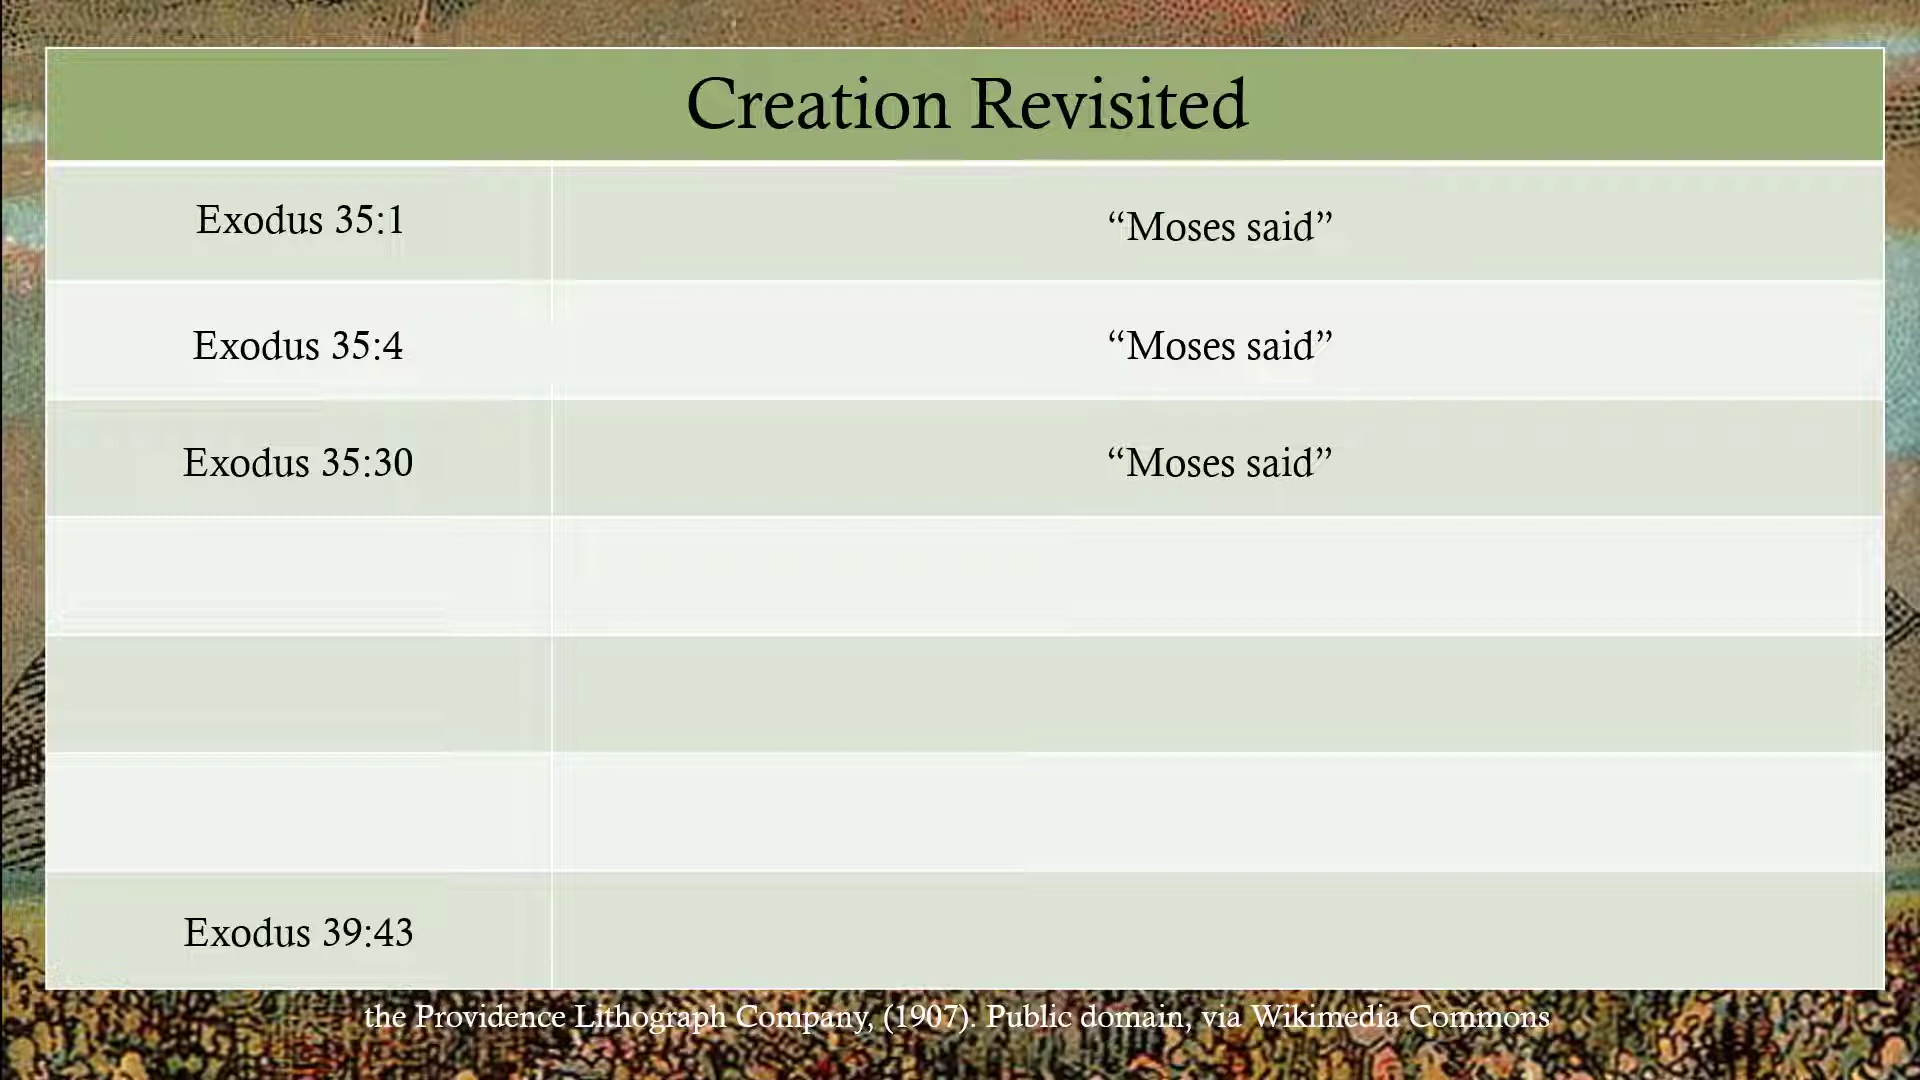 Creation Revisited
Exodus 35:1
“Moses said”
Exodus 35:4
“Moses said”
Exodus 35:30
“Moses said”
Exodus 39:43
the Providence Lithograph Company, (1907). Public domain, via Wikimedia Commons